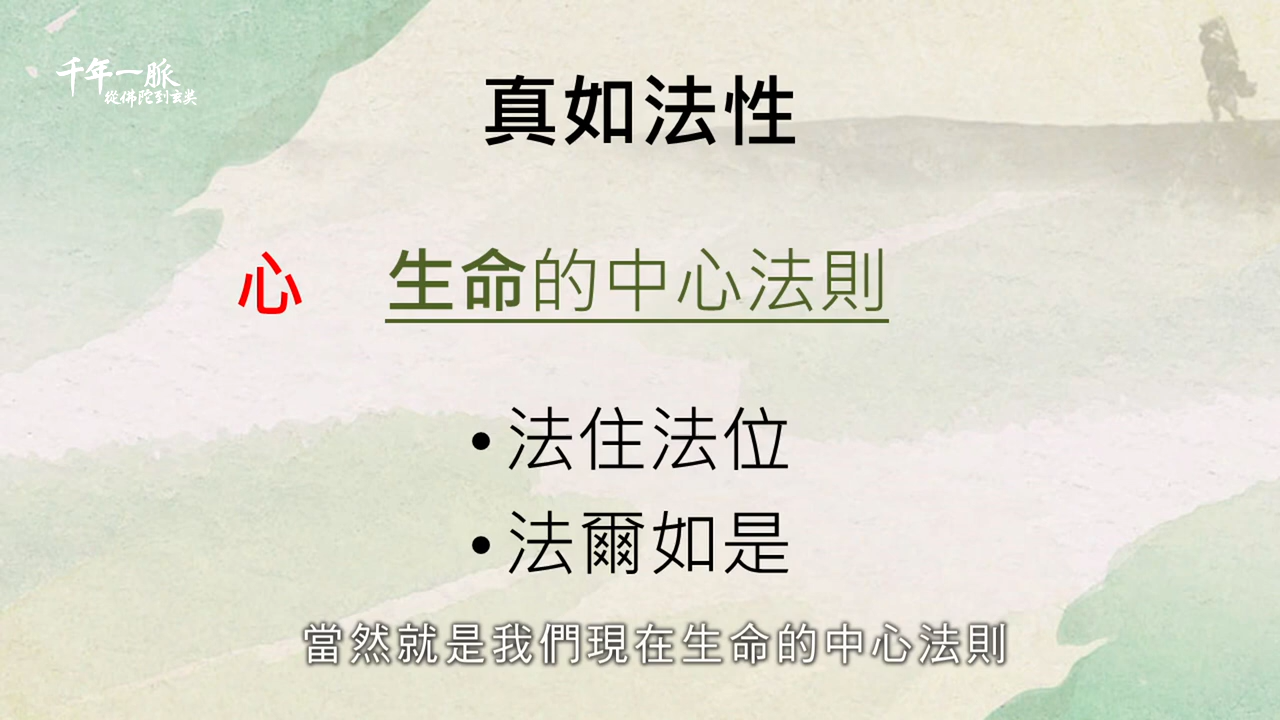 千年一脈
從佛陀到玄奘
真如法性
心 生命的中心法則
•法住法位
•法爾如是
當然就是我們現在生命的中心法則